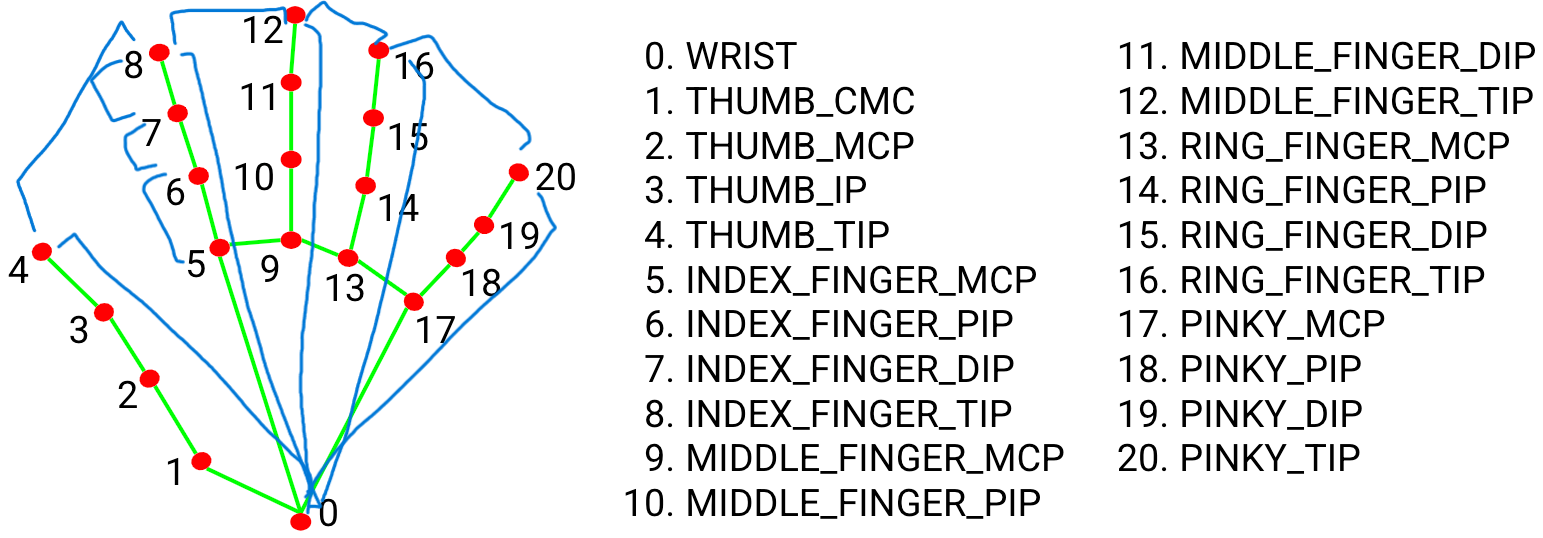 12
8
16
11
7
15
10
6
14
20
5
9
13
19
18
4
17
3
2
1
0
0. WRIST
1. THUMB_CMC
2. THUMB_MCP
3. THUMB_IP
4. THUMB_TIP
5. INDEX_FINGER_MCP
6. INDEX_FINGER_PIP
7. INDEX_FINGER_DIP
8. INDEX_FINGER_TIP
9. MIDDLE_FINGER_MCP
10. MIDDLE_FINGER_PIP
11. MIDDLE_FINGER_DIP
12. MIDDLE_FINGER_TIP
13. RING_FINGER_MCP
14. RING_FINGER_PIP
15. RING_FINGER_DIP
16. RING_FINGER_TIP
17. PINKY_MCP
18. PINKY_PIP
19. PINKY_DIP
20. PINKY_TIP